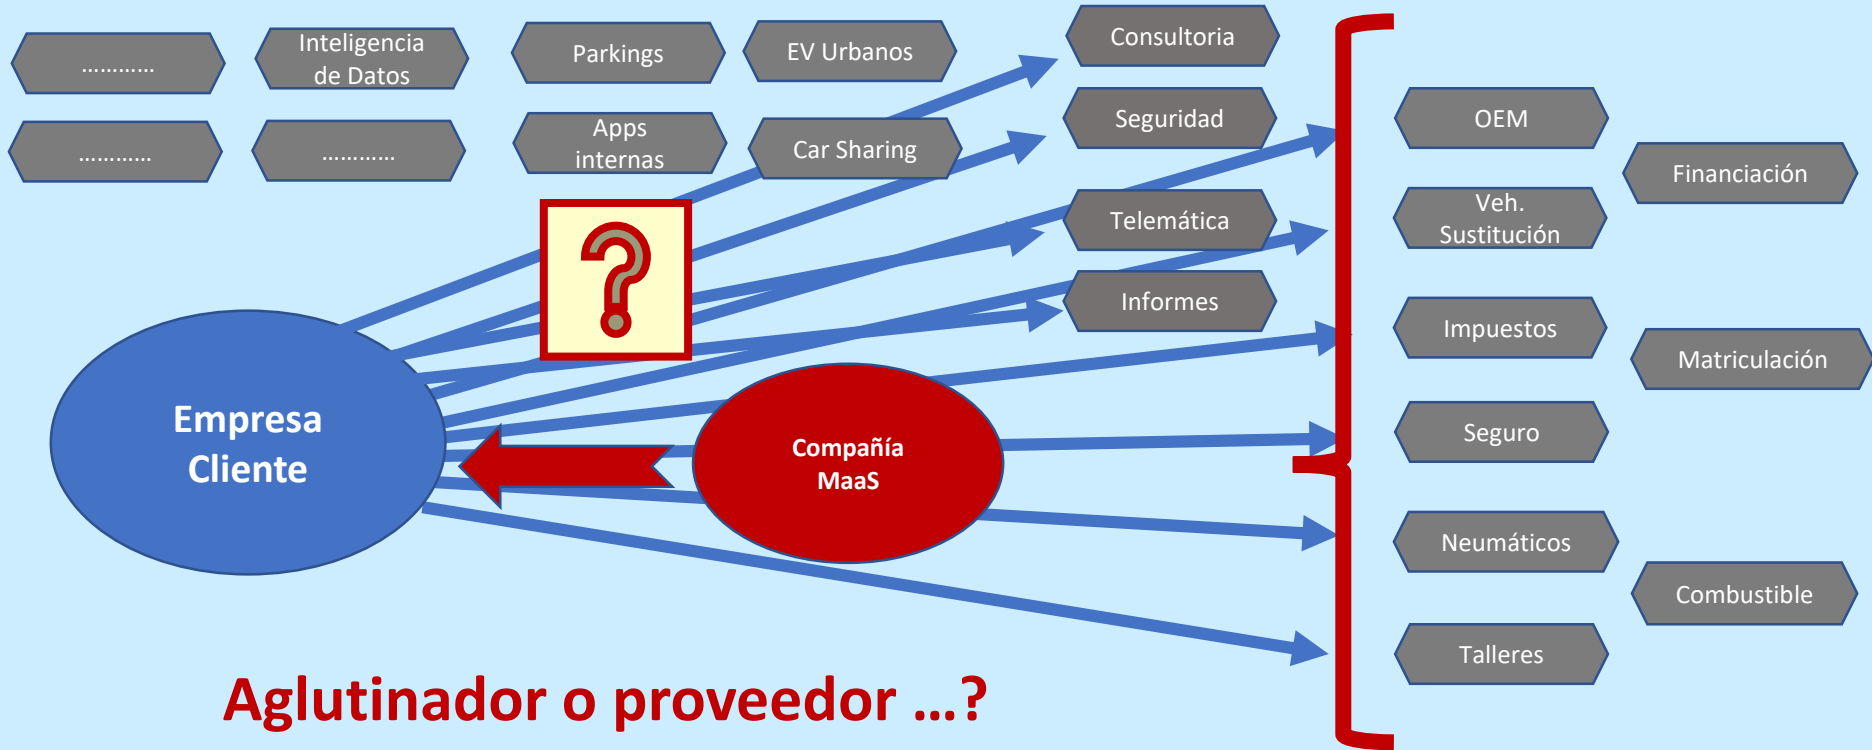 …………
Inteligencia
de Datos
Parkings
EV Urbanos
Consultoria
…………
…………
Apps
internas
Car Sharing
Seguridad
Telemática
Informes
OEM
Financiación
Veh.
Sustitución
Impuestos
Matriculación
Seguro
Neumáticos
Combustible
Talleres
?
Empresa
Cliente
Compañía
MaaS
Aglutinador o proveedor …?